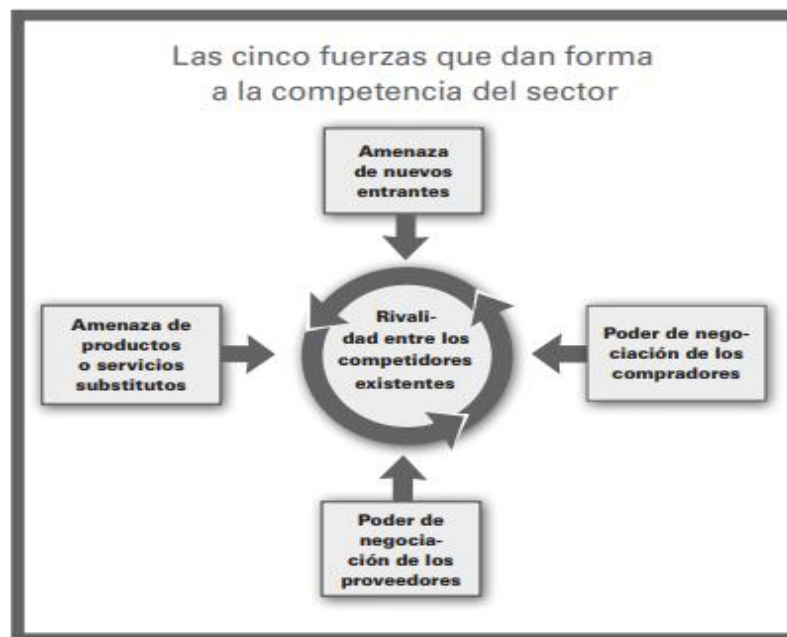 Las cinco fuerzas que dan forma
a la competencia del sector
Amenaza
de nuevos
entrantes
Amenaza de
productos
o servicios
substitutos
Rivali-
dad entre los
competidores
existentes
Poder de nego-
ciación de los
compradores
Poder de
negocia-
ción de los
proveedores